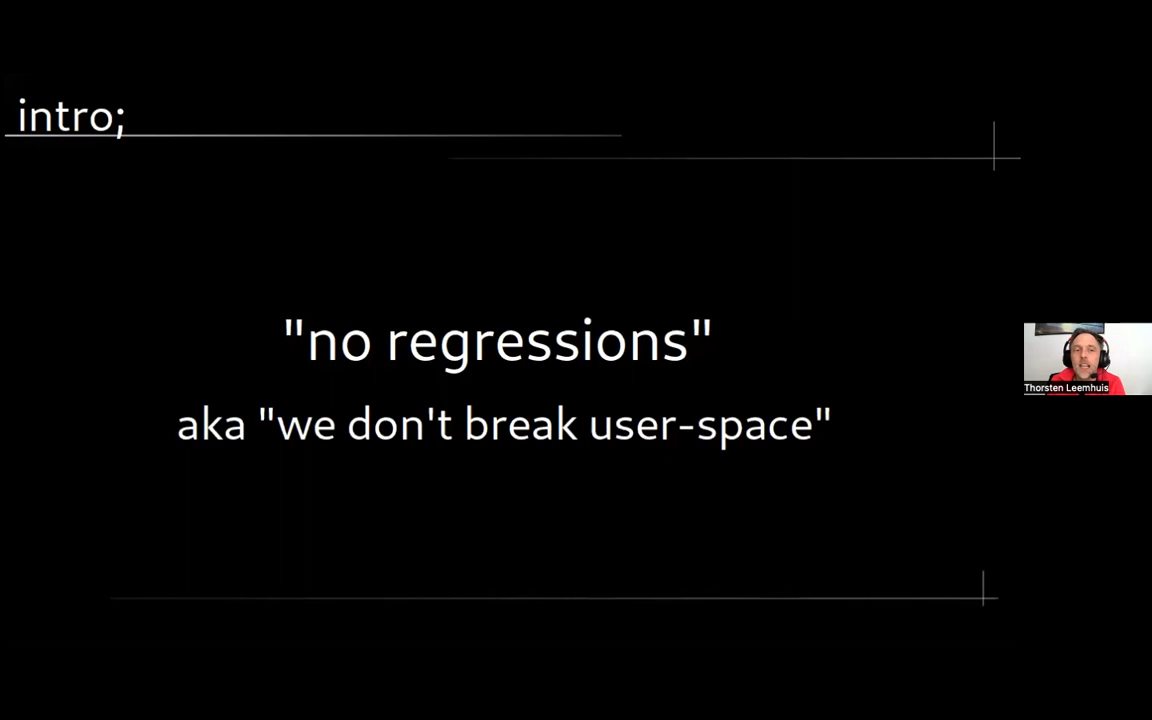 intro;
"no regressions"
aka "we don't break user-space"
Thorsten Leemhuis